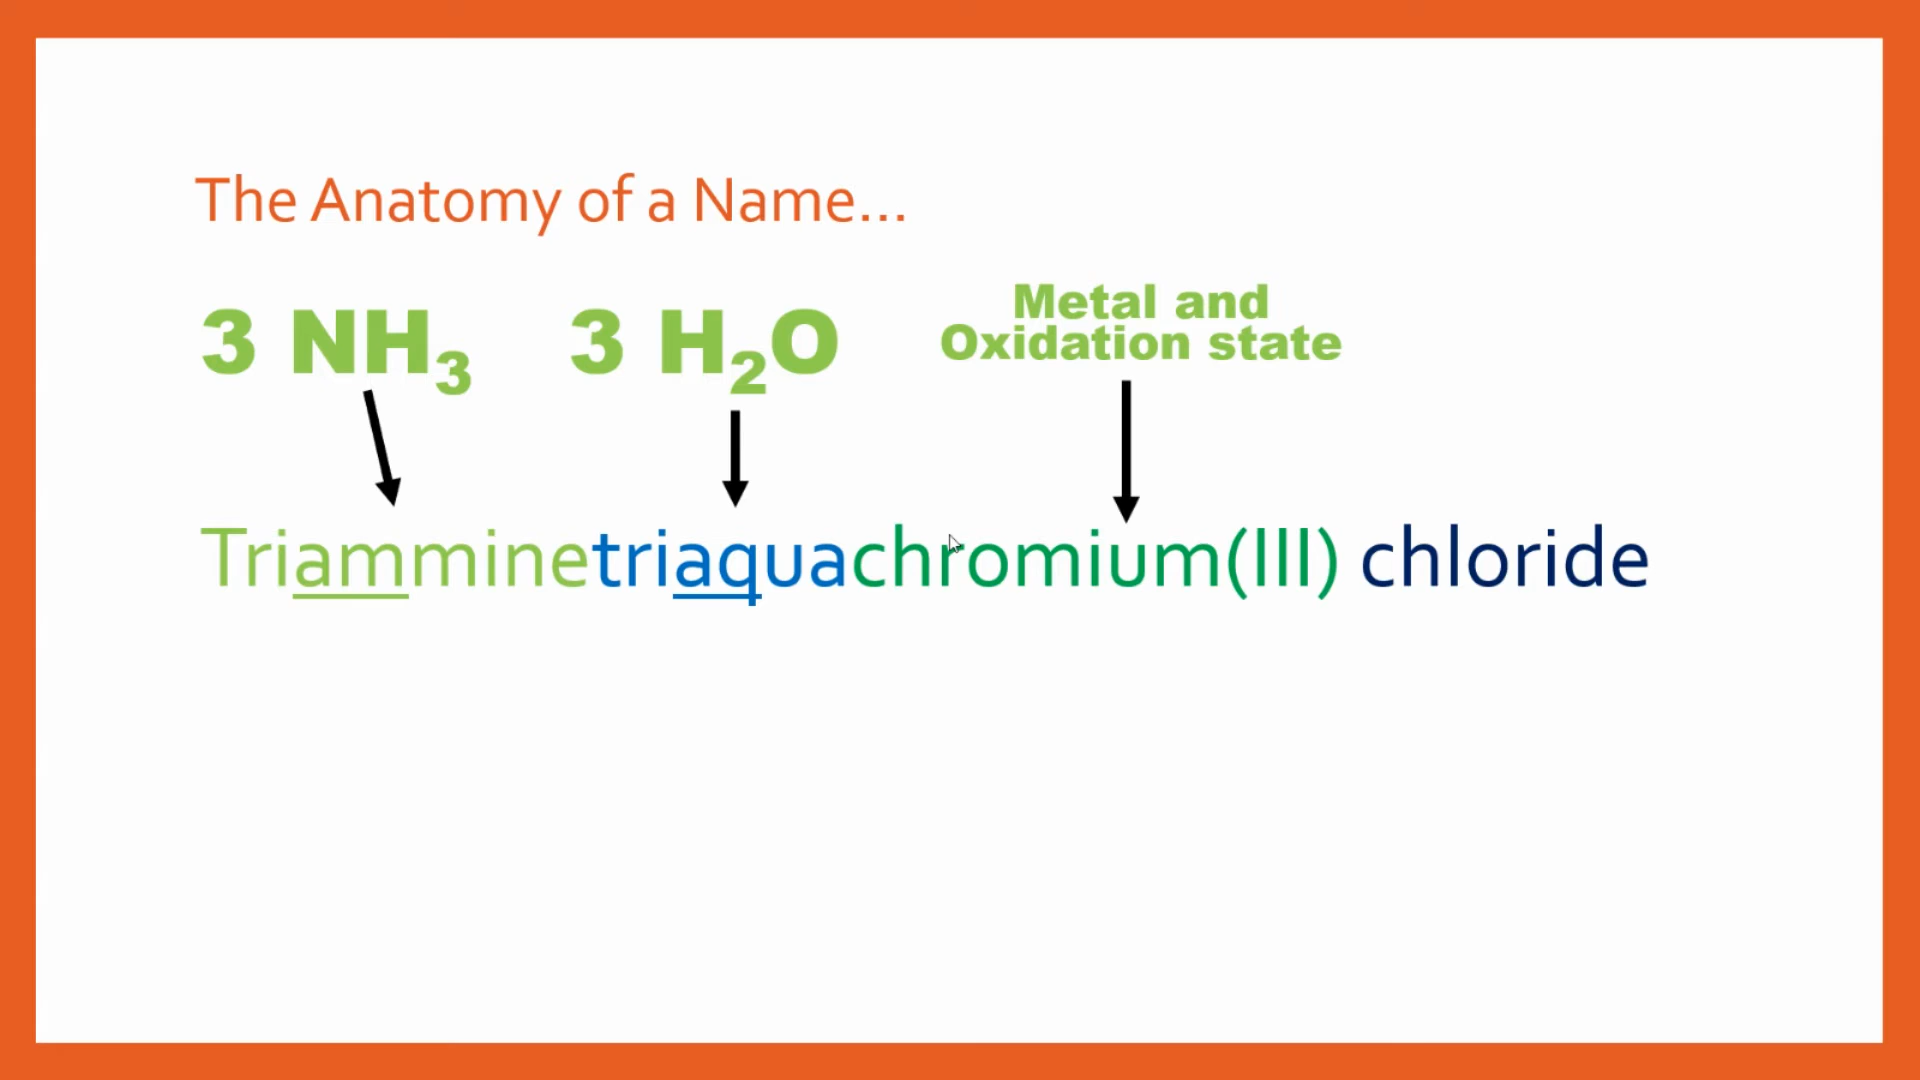 The Anatomy of a Name...
3 NH₃ 3 H₂O Metal and
Oxidation state
Triamminetriaquachromium(III) chloride